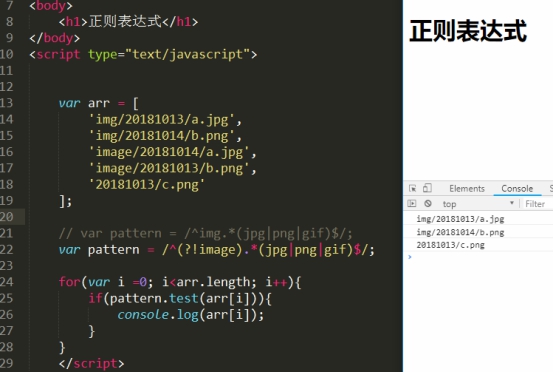 7 <body>
8 <h1>正则表达式</h1>
9 </body>
10 <script type="text/javascript">
11
12
13 var arr = [
14 'img/20181013/a.jpg',
15 'img/20181014/b.png',
16 'image/20181014/a.jpg',
17 'image/20181013/b.png',
18 '20181013/c.png'
19 ];
20
21 // var pattern = /^img.*(jpg|png|gif)$/;
22 var pattern = /^(?!image).*(jpg|png|gif)$/;
23
24 for(var i =0; i<arr.length; i++){
25 if(pattern.test(arr[i])){
26 console.log(arr[i]);
27 }
28 }
29 </script>
正则表达式
Elements Console S
top Filter
img/20181013/a.jpg
img/20181014/b.png
20181013/c.png
>